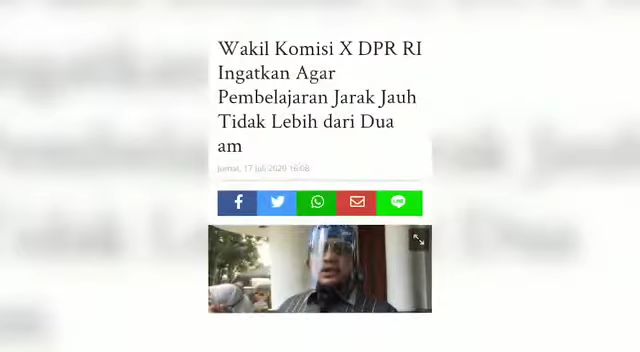 Wakil Komisi X DPR RI
Ingatkan Agar
Pembelajaran Jarak Jauh
Tidak Lebih dari Dua
am
Jumat, 17 Juli 2020 16:08